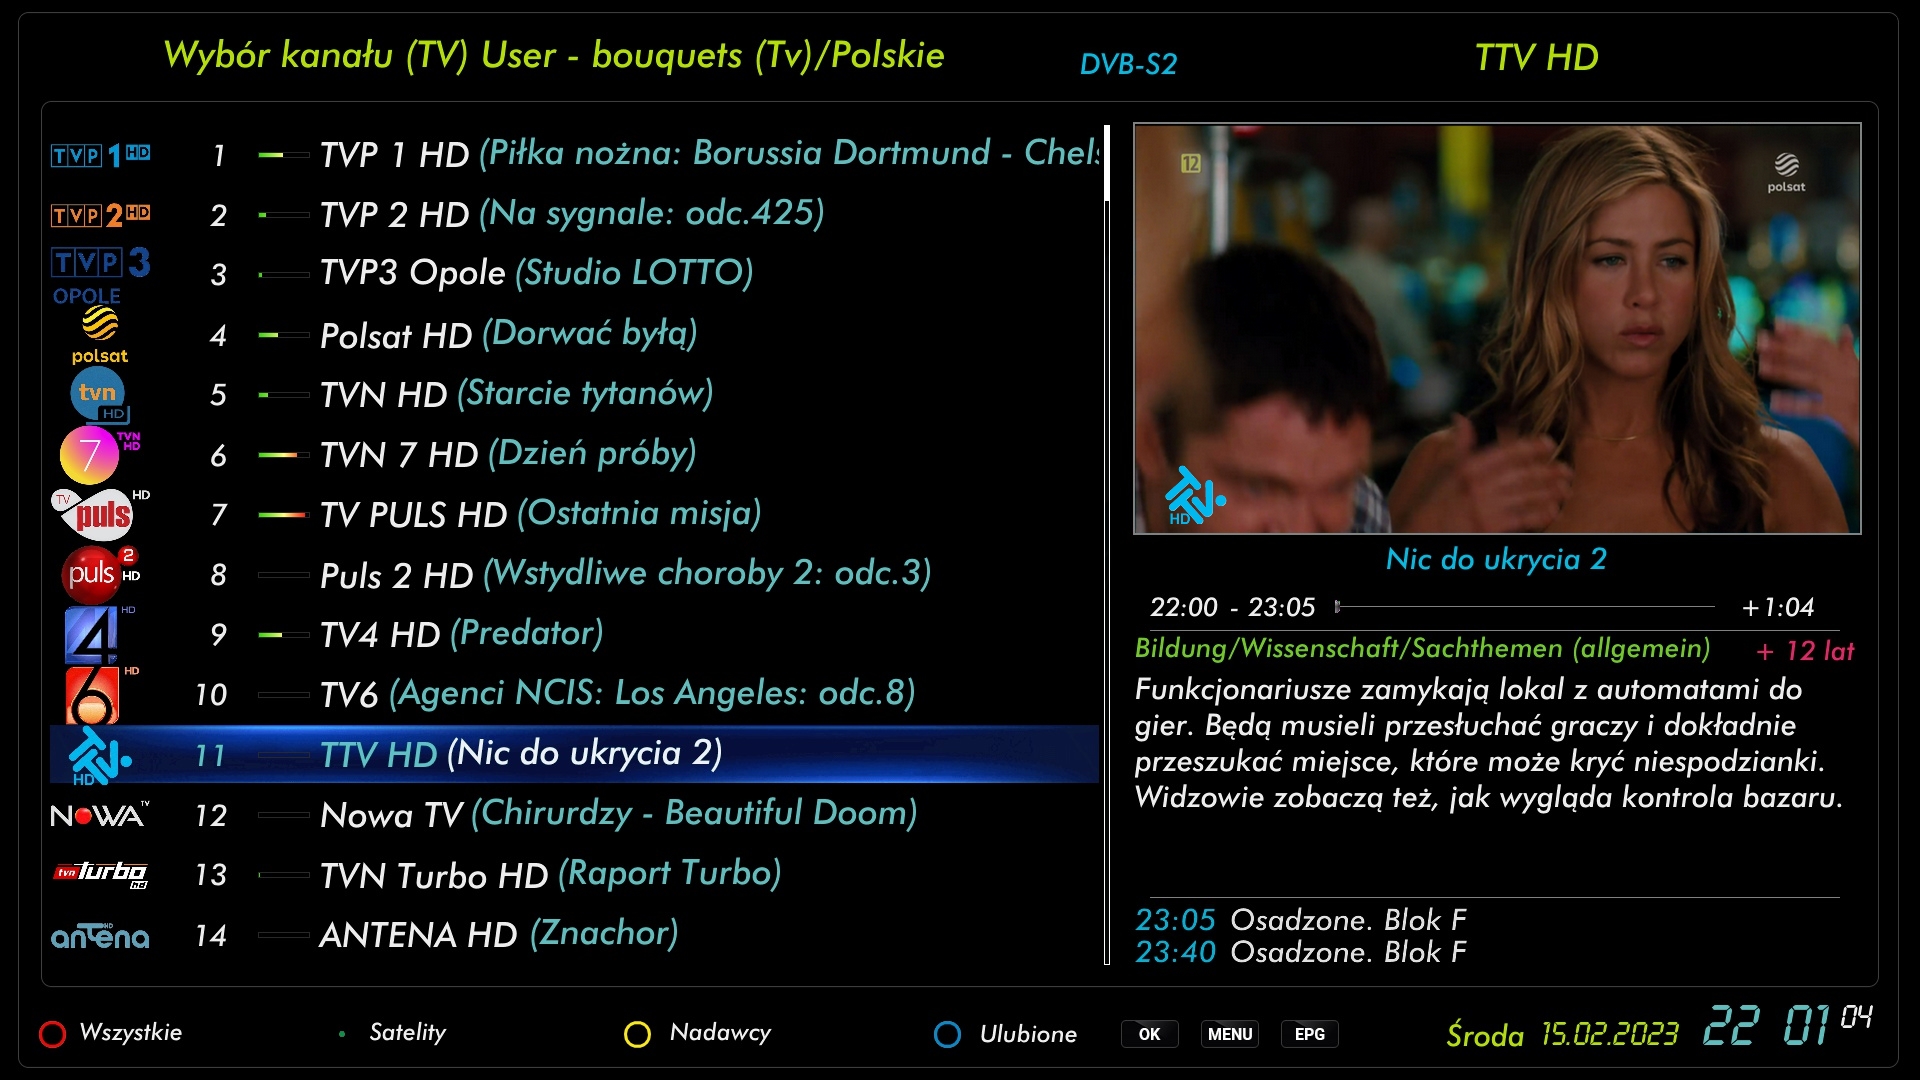 Wybór kanału (TV) User - bouquets (Tv)/Polskie
DVB-S2
TTV HD
TVP 1 HD 1 TVP 1 HD (Piłka nożna: Borussia Dortmund - Chels
TVP 2 HD 2 TVP 2 HD (Na sygnale: odc.425)
TVP 3 OPOLE 3 TVP3 Opole (Studio LOTTO)
polsat 4 Polsat HD (Dorwać byłą)
tvn HD 5 TVN HD (Starcie tytanów)
7 TVN HD 6 TVN 7 HD (Dzień próby)
TV puls HD 7 TV PULS HD (Ostatnia misja)
puls 2 HD 8 Puls 2 HD (Wstydliwe choroby 2: odc.3)
4 HD 9 TV4 HD (Predator)
6 HD 10 TV6 (Agenci NCIS: Los Angeles: odc.8)
TTV HD 11 TTV HD (Nic do ukrycia 2)
NOWA TV 12 Nowa TV (Chirurdzy - Beautiful Doom)
tvn turbo hd 13 TVN Turbo HD (Raport Turbo)
antena HD 14 ANTENA HD (Znachor)
12
polsat
TTV HD
Nic do ukrycia 2
22:00 - 23:05 +1:04
Bildung/Wissenschaft/Sachthemen (allgemein) + 12 lat
Funkcjonariusze zamykają lokal z automatami do
gier. Będą musieli przesłuchać graczy i dokładnie
przeszukać miejsce, które może kryć niespodzianki.
Widzowie zobaczą też, jak wygląda kontrola bazaru.
23:05 Osadzone. Blok F
23:40 Osadzone. Blok F
Wszystkie
Satelity
Nadawcy
Ulubione
OK
MENU
EPG
Środa 15.02.2023 22 01 04